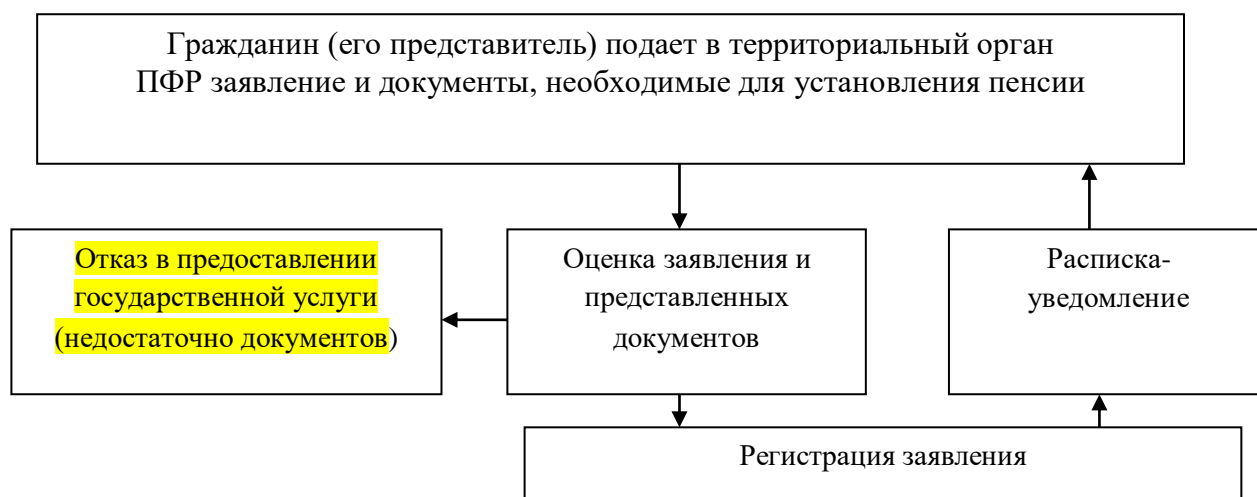 Гражданин (его представитель) подает в территориальный орган
ПФР заявление и документы, необходимые для установления пенсии
Отказ в предоставлении
государственной услуги
(недостаточно документов)
Оценка заявления и
представленных
документов
Расписка-
уведомление
Регистрация заявления